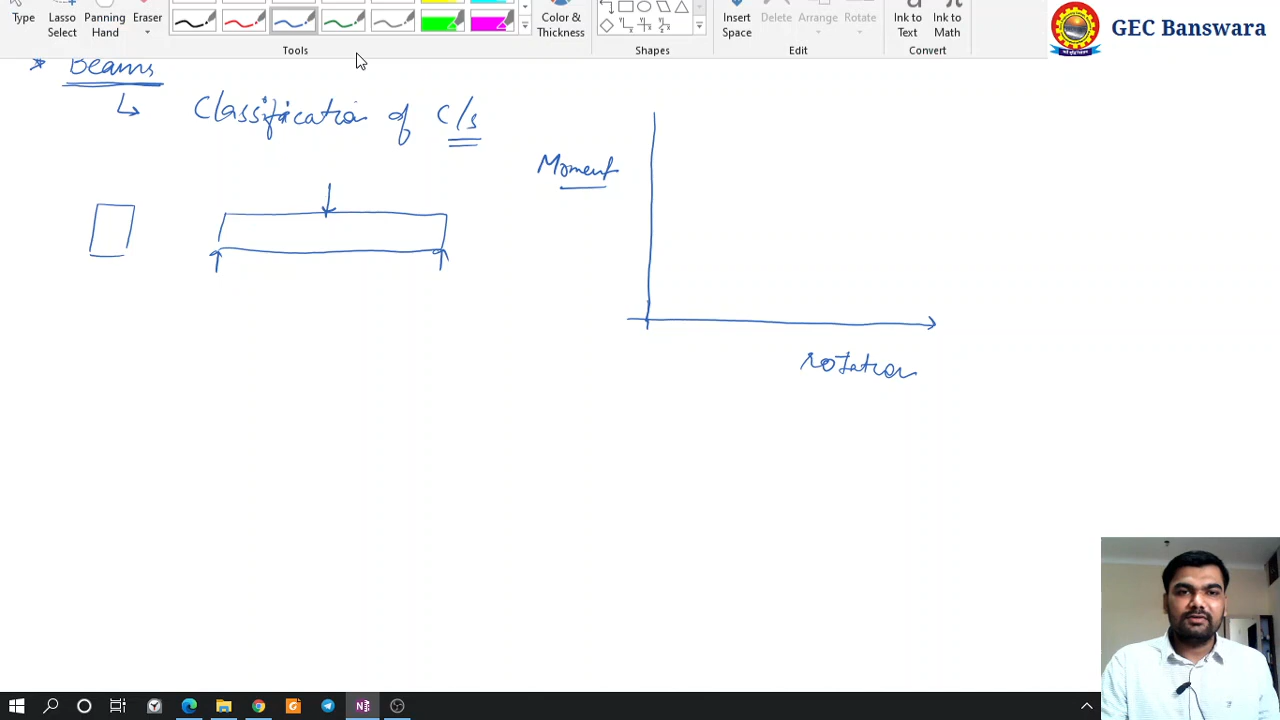 Type
Lasso Select
Panning Hand
Eraser
Color & Thickness
Insert Space
Delete
Arrange
Rotate
Ink to Text
Ink to Math
Tools
Shapes
Edit
Convert
GEC Banswara
* Beams
↳ Classification of C/s
Moment
rotation